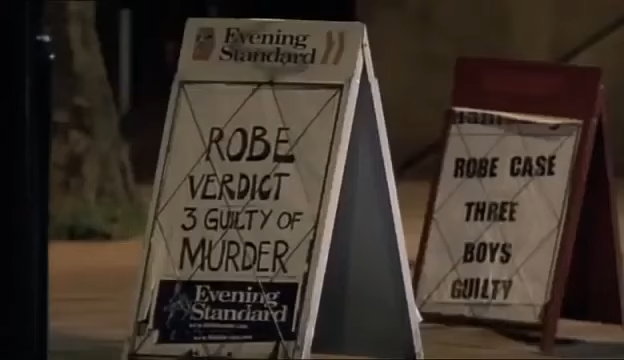 Evening
Standard
ROBE
VERDICT
3 GUILTY OF
MURDER
Evening
Standard
ROBE CASE
THREE
BOYS
GUILTY